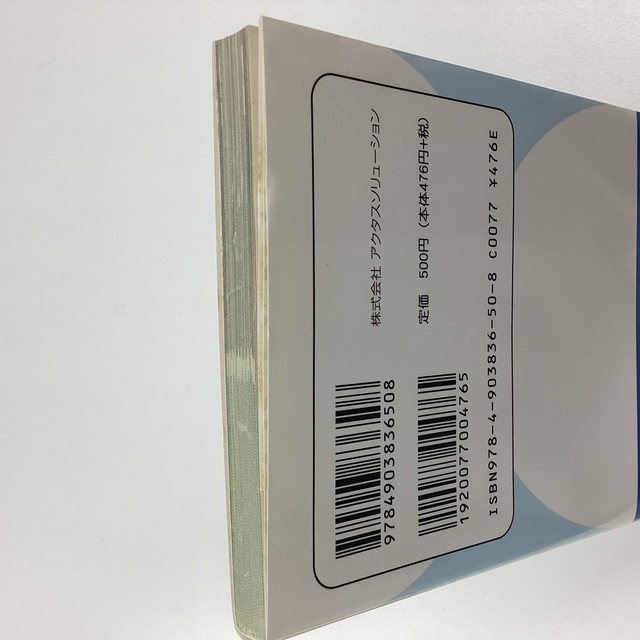 株式会社 アクタスソリューション
定価 500円（本体476円+税）
9784903836508
1920077004765
ISBN978-4-903836-50-8 C0077 ¥476E